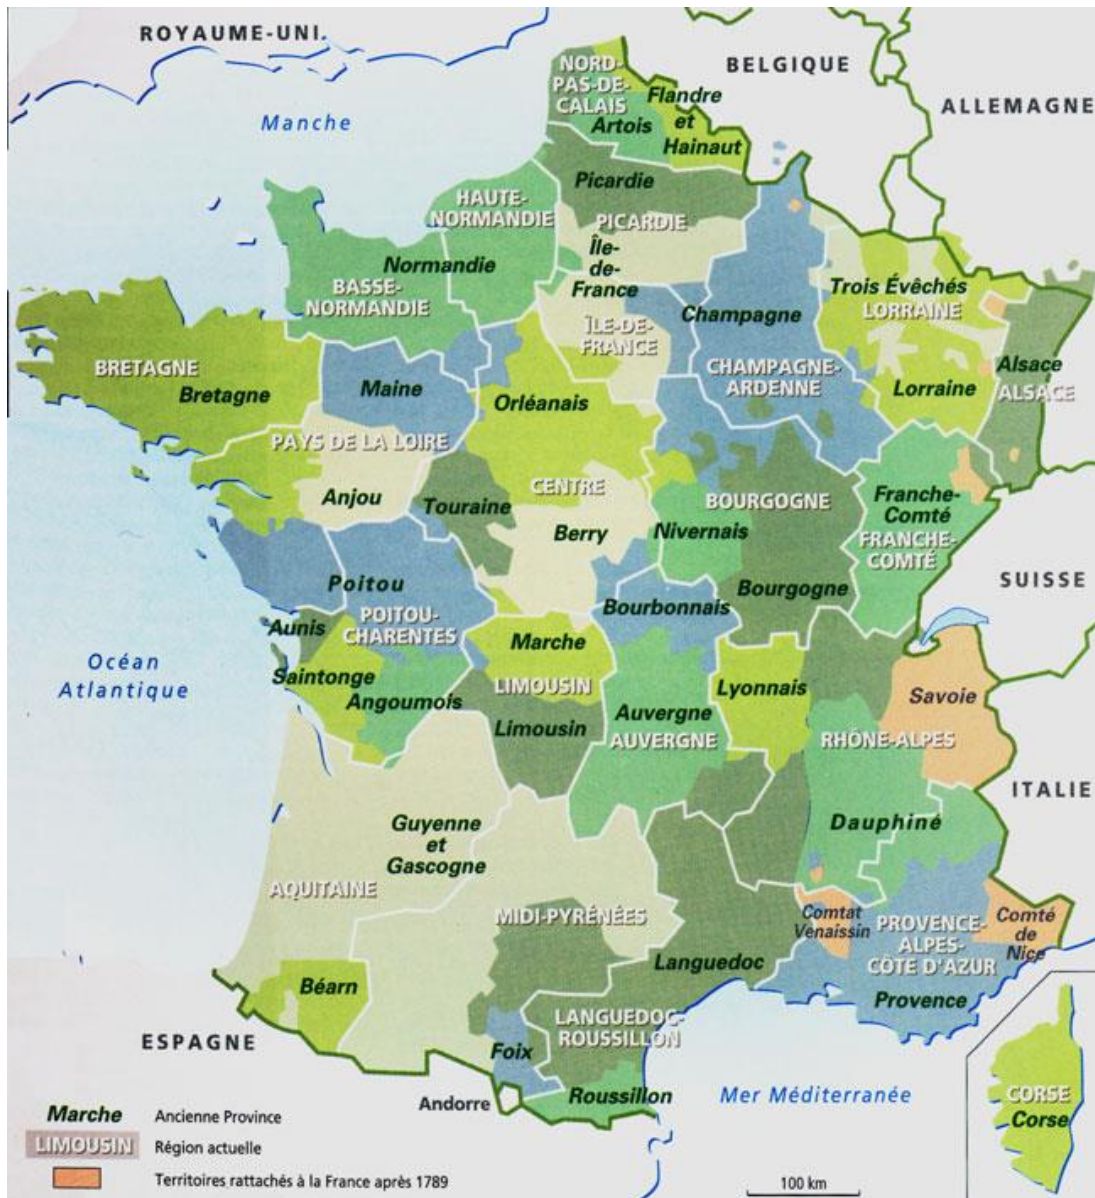 ROYAUME-UNI.
BELGIQUE
ALLEMAGNE
Manche
NORD-
PAS-DE-
CALAIS
Flandre
et
Hainaut
Artois
Picardie
PICARDIE
HAUTE-
NORMANDIE
Normandie
BASSE-
NORMANDIE
Île-
de-
France
ÎLE-DE-
FRANCE
Champagne
CHAMPAGNE-
ARDENNE
Trois Évêchés
LORRAINE
Lorraine
Alsace
ALSACE
BRETAGNE
Bretagne
Maine
Orléanais
PAYS DE LA LOIRE
Anjou
Touraine
CENTRE
Berry
BOURGOGNE
Nivernais
Bourgogne
Franche-
Comté
FRANCHE-
COMTÉ
SUISSE
Poitou
POITOU-
CHARENTES
Aunis
Saintonge
Angoumois
Bourbonnais
Marche
LIMOUSIN
Limousin
Auvergne
AUVERGNE
Lyonnais
RHÔNE-ALPES
Savoie
ITALIE
Océan
Atlantique
Dauphiné
Guyenne
et
Gascogne
AQUITAINE
MIDI-PYRÉNÉES
Languedoc
Comtat
Venaissin
PROVENCE-
ALPES-
CÔTE D'AZUR
Provence
Comté
de
Nice
Béarn
ESPAGNE
LANGUEDOC-
ROUSSILLON
Foix
Roussillon
Andorre
Mer Méditerranée
CORSE
Corse
Marche Ancienne Province
LIMOUSIN Région actuelle
Territoires rattachés à la France après 1789
100 km